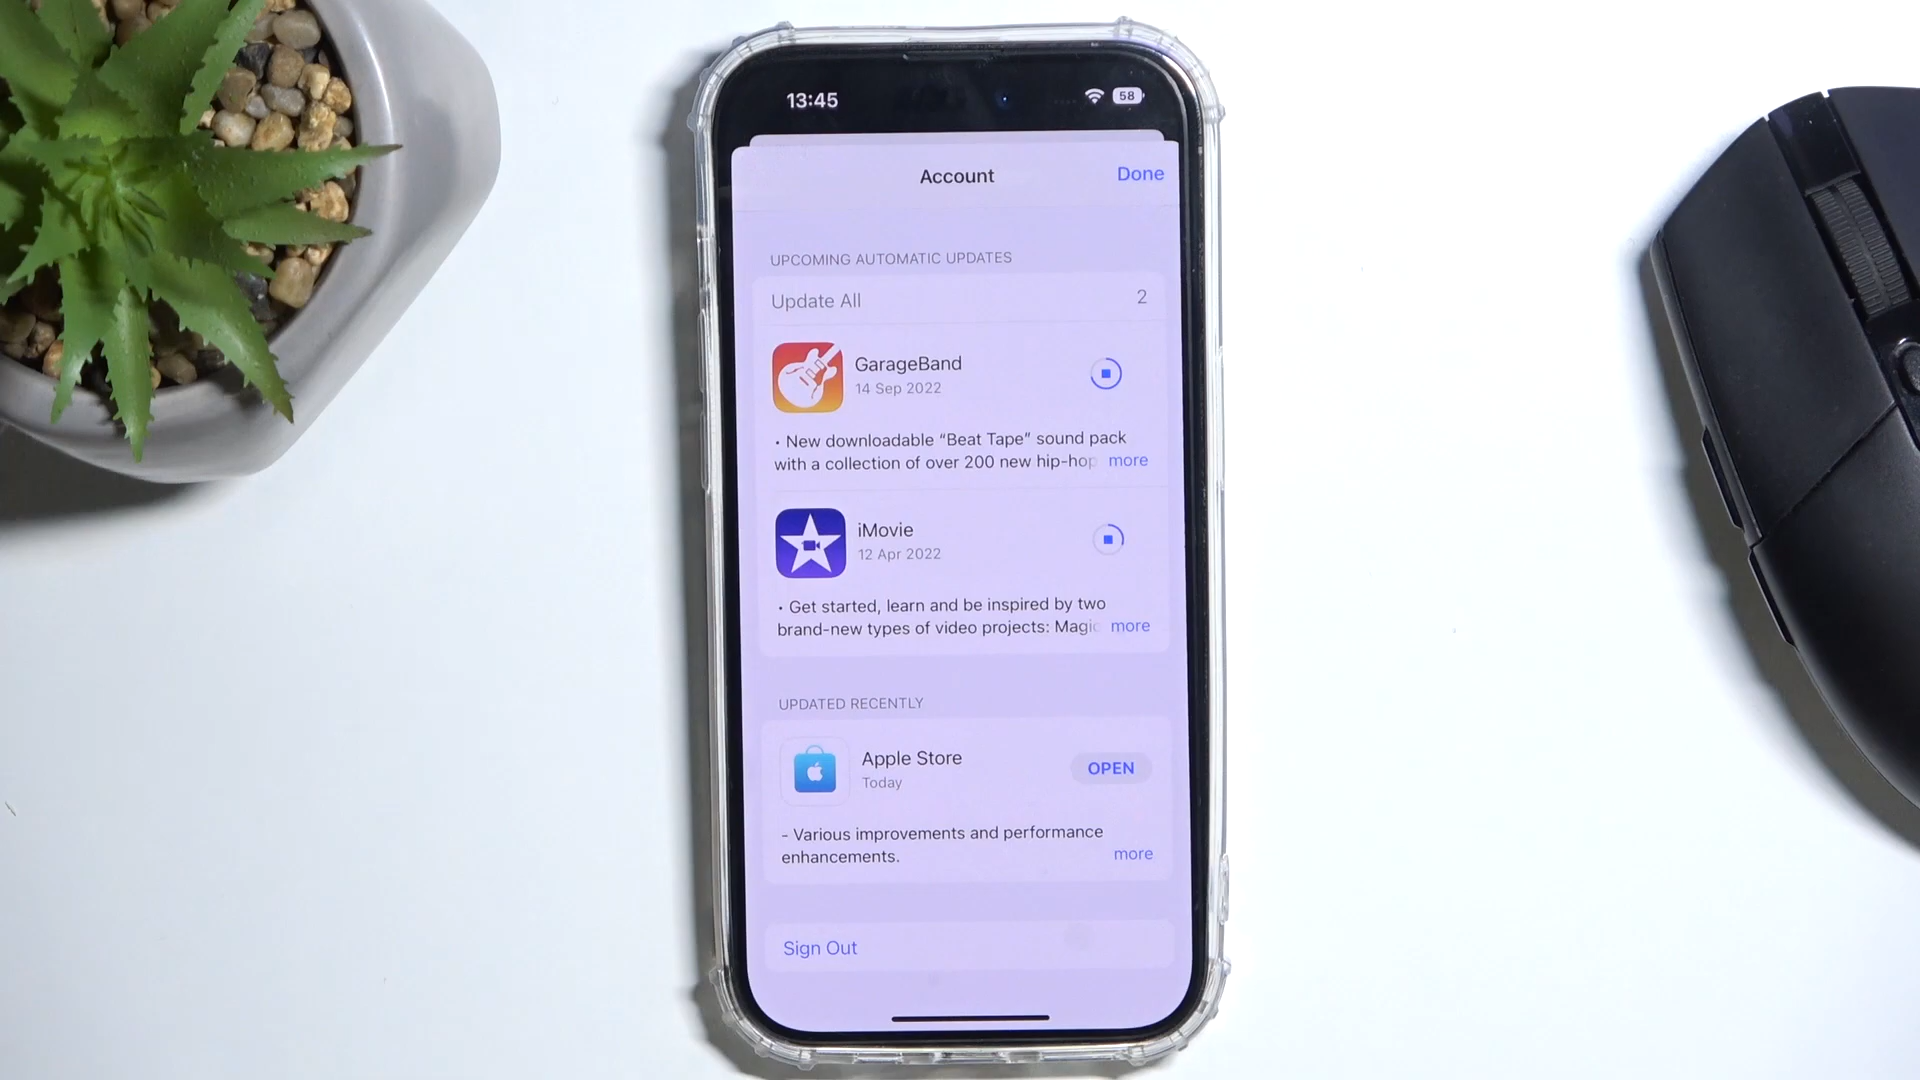 13:45
58
Account
Done
UPCOMING AUTOMATIC UPDATES
Update All
2
GarageBand
14 Sep 2022
• New downloadable “Beat Tape” sound pack
with a collection of over 200 new hip-hop more
iMovie
12 Apr 2022
• Get started, learn and be inspired by two
brand-new types of video projects: Magic more
UPDATED RECENTLY
Apple Store
Today
OPEN
- Various improvements and performance
enhancements.
more
Sign Out